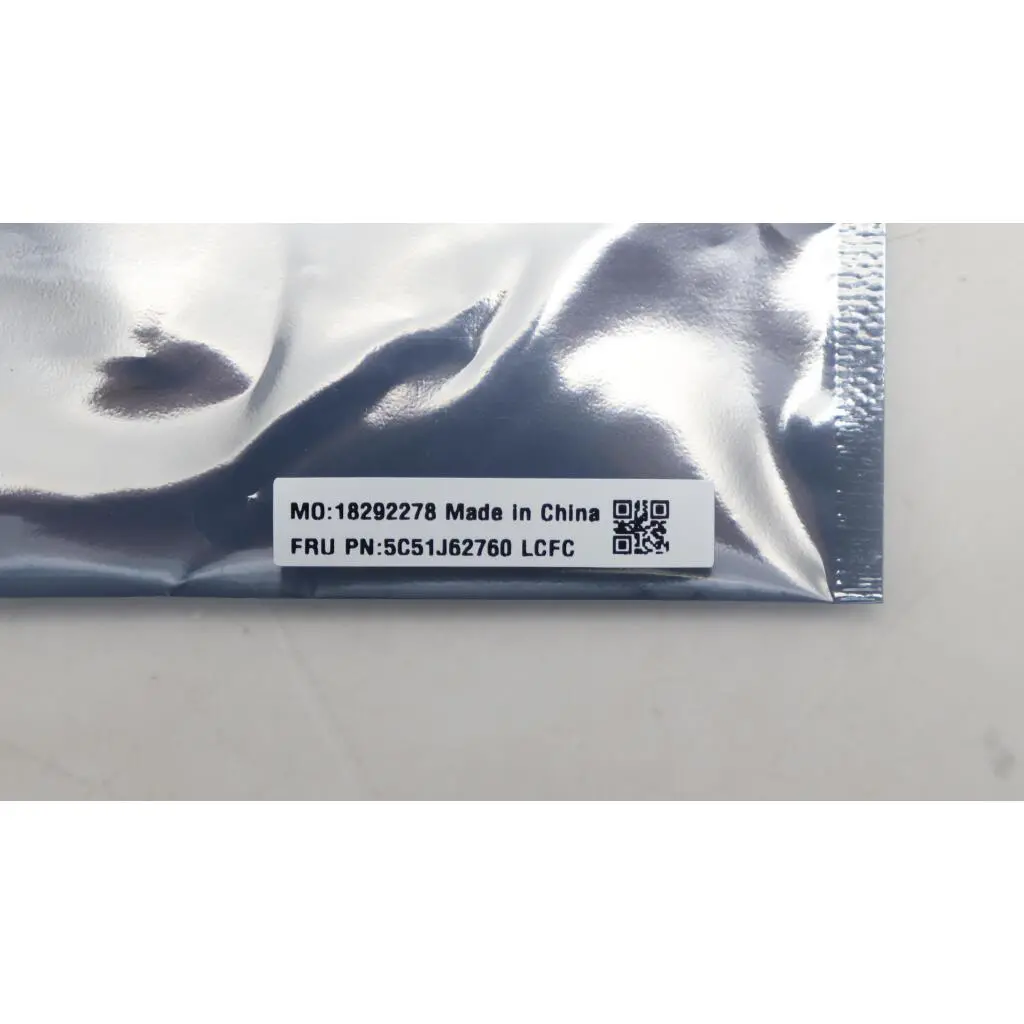 MO:18292278 Made in China
FRU PN:5C51J62760 LCFC